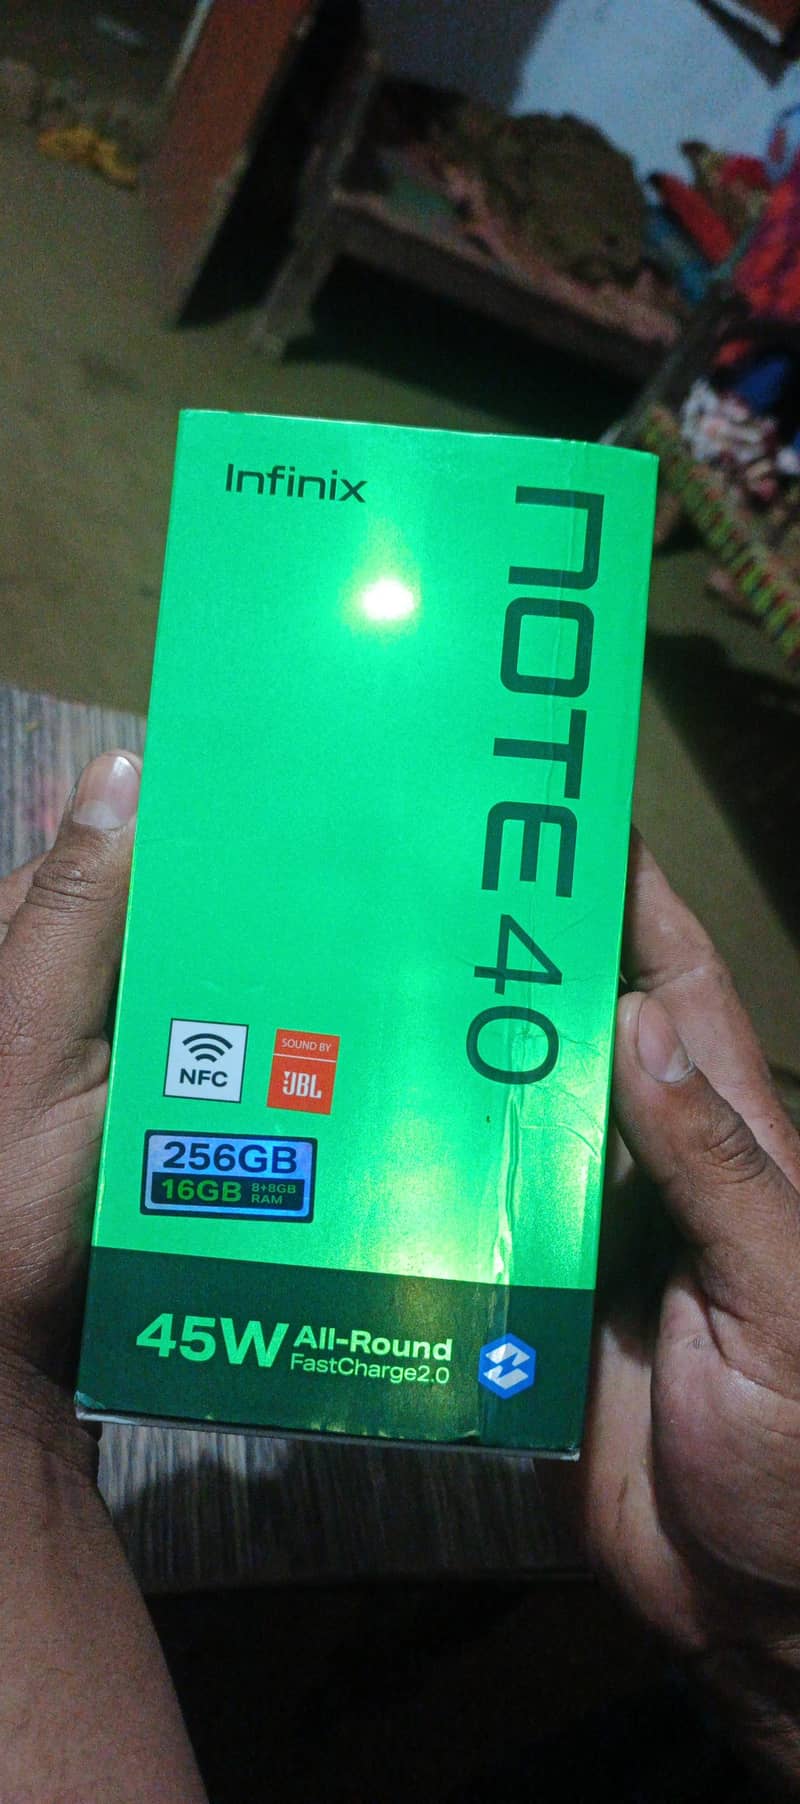 Infinix
NOTE 40
NFC
SOUND BY
JBL
256GB
16GB 8+8GB
RAM
45W All-Round
FastCharge2.0